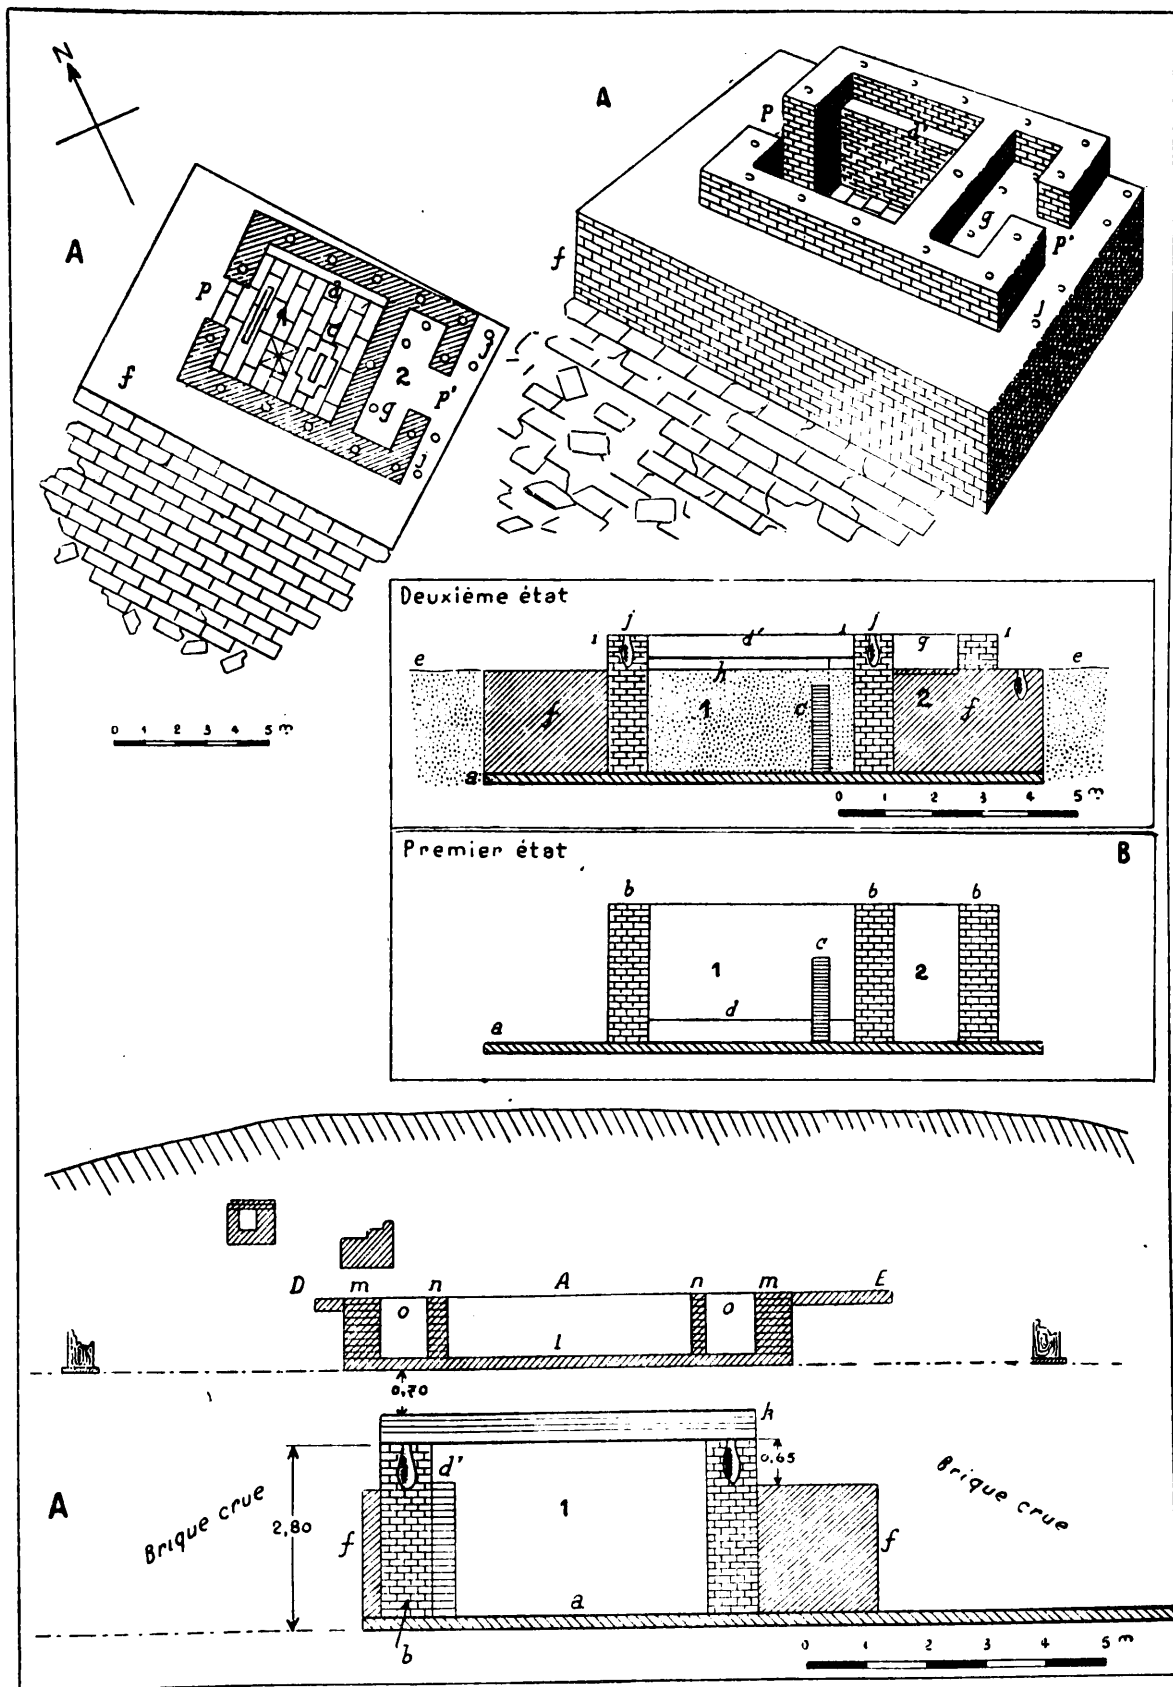 N
A
A
P
d'
g
P'
f
j
P
d
c
2
j
f
g
P'
s
j
0 1 2 3 4 5 m
Deuxième état
i j d' i j g i
e h e
f 1 c 2 f
a
0 1 2 3 4 5 m
Premier état B
b b b
c
1 2
d
a
D m n A n m E
o o
l
0,70
k
d' 0,65
A Brique crue 2,80 f 1 f Brique crue
a
b
0 1 2 3 4 5 m